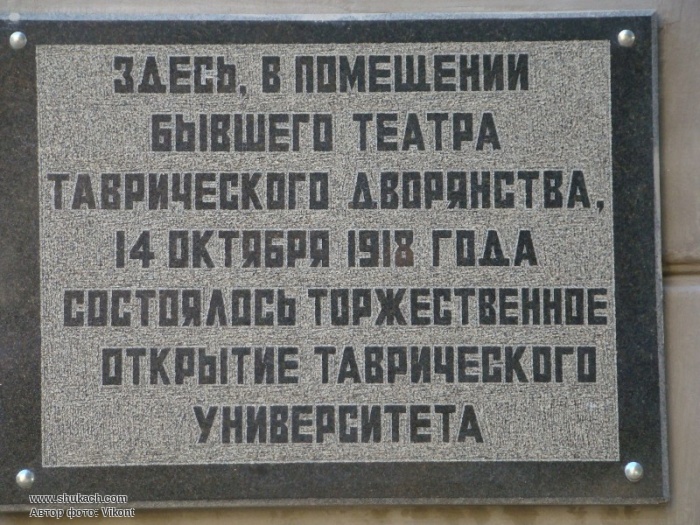 ЗДЕСЬ, В ПОМЕЩЕНИИ
БЫВШЕГО ТЕАТРА
ТАВРИЧЕСКОГО ДВОРЯНСТВА,
14 ОКТЯБРЯ 1918 ГОДА
СОСТОЯЛОСЬ ТОРЖЕСТВЕННОЕ
ОТКРЫТИЕ ТАВРИЧЕСКОГО
УНИВЕРСИТЕТА
www.shukach.com
Автор фото: Vikont